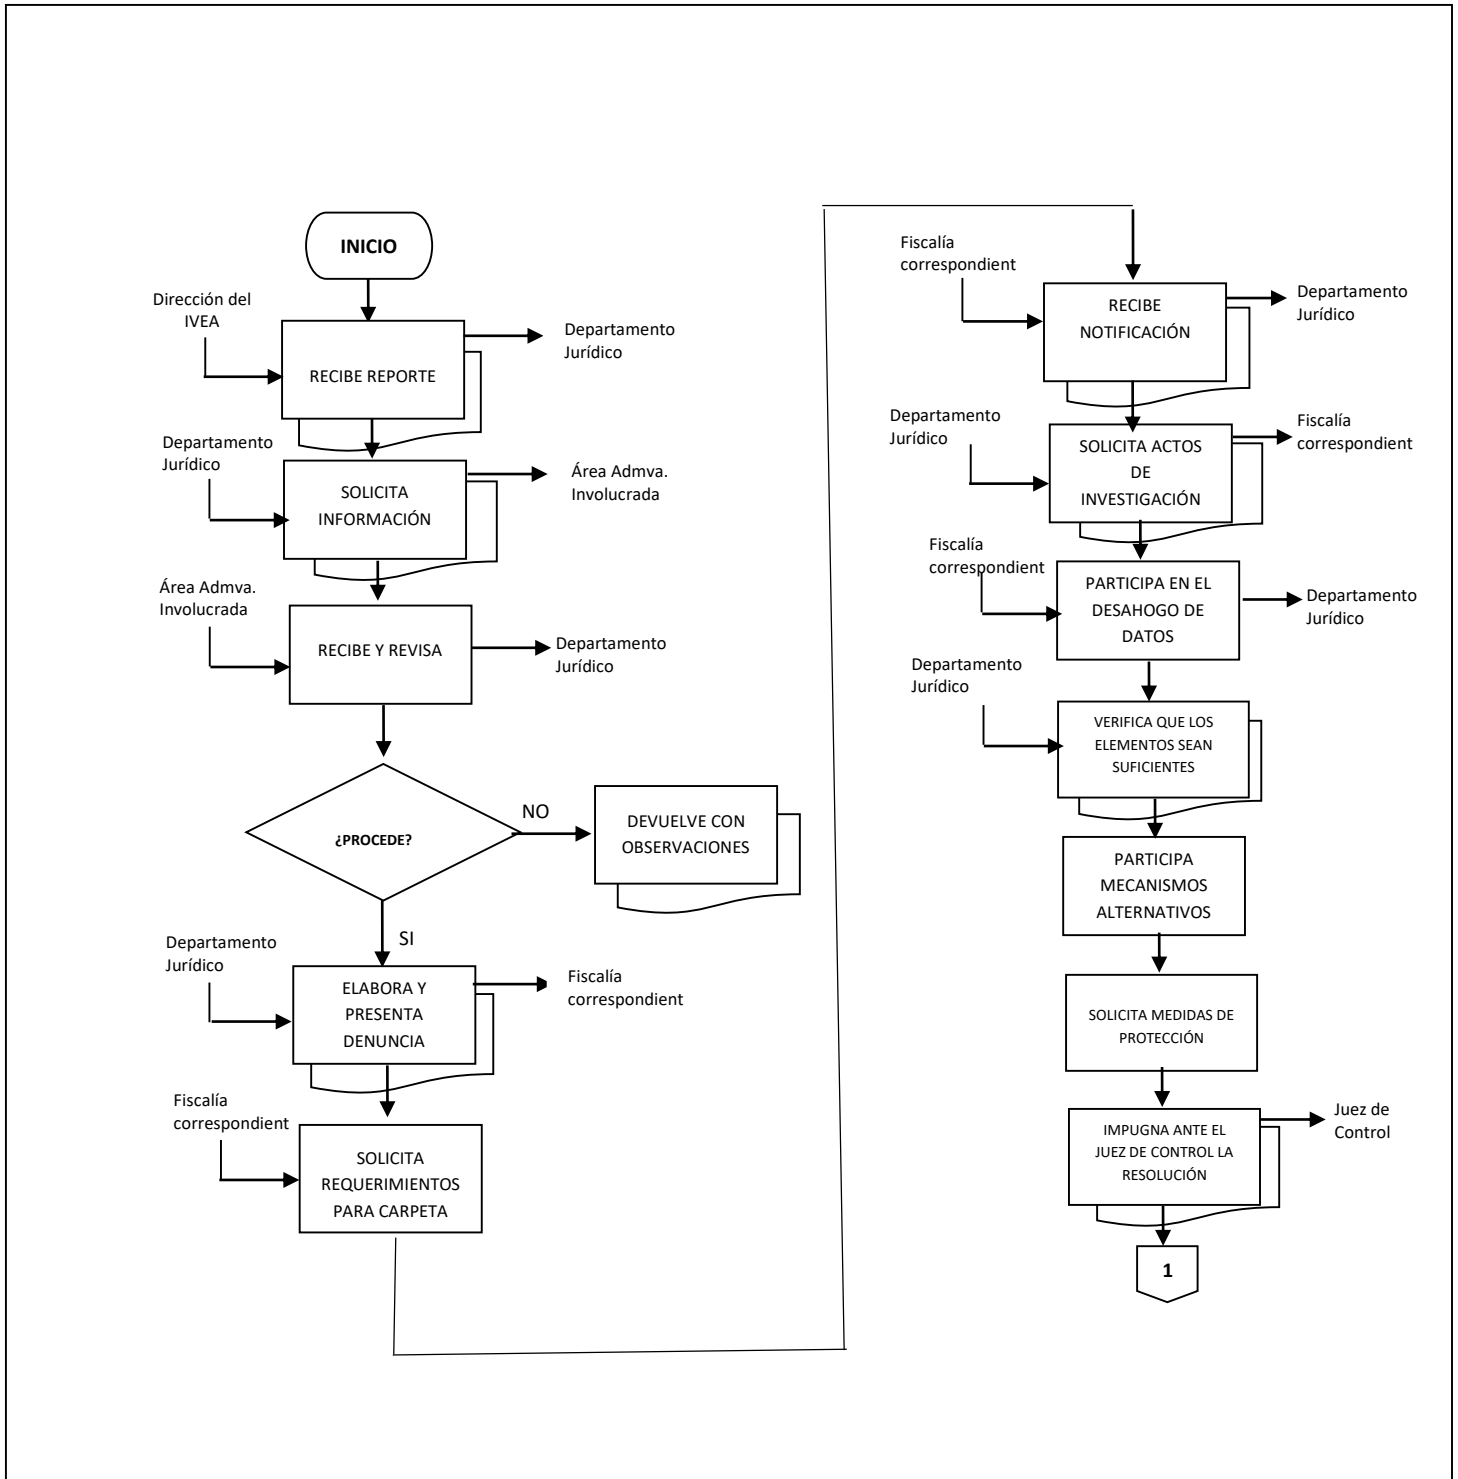 INICIO
Dirección del
IVEA
RECIBE REPORTE
Departamento
Jurídico
Departamento
Jurídico
SOLICITA
INFORMACIÓN
Área Admva.
Involucrada
Área Admva.
Involucrada
RECIBE Y REVISA
Departamento
Jurídico
¿PROCEDE?
NO
DEVUELVE CON
OBSERVACIONES
SI
Departamento
Jurídico
ELABORA Y
PRESENTA
DENUNCIA
Fiscalía
correspondient
Fiscalía
correspondient
SOLICITA
REQUERIMIENTOS
PARA CARPETA
Fiscalía
correspondient
RECIBE
NOTIFICACIÓN
Departamento
Jurídico
Departamento
Jurídico
SOLICITA ACTOS
DE
INVESTIGACIÓN
Fiscalía
correspondient
Fiscalía
correspondient
PARTICIPA EN EL
DESAHOGO DE
DATOS
Departamento
Jurídico
Departamento
Jurídico
VERIFICA QUE LOS
ELEMENTOS SEAN
SUFICIENTES
PARTICIPA
MECANISMOS
ALTERNATIVOS
SOLICITA MEDIDAS DE
PROTECCIÓN
IMPUGNA ANTE EL
JUEZ DE CONTROL LA
RESOLUCIÓN
Juez de
Control
1